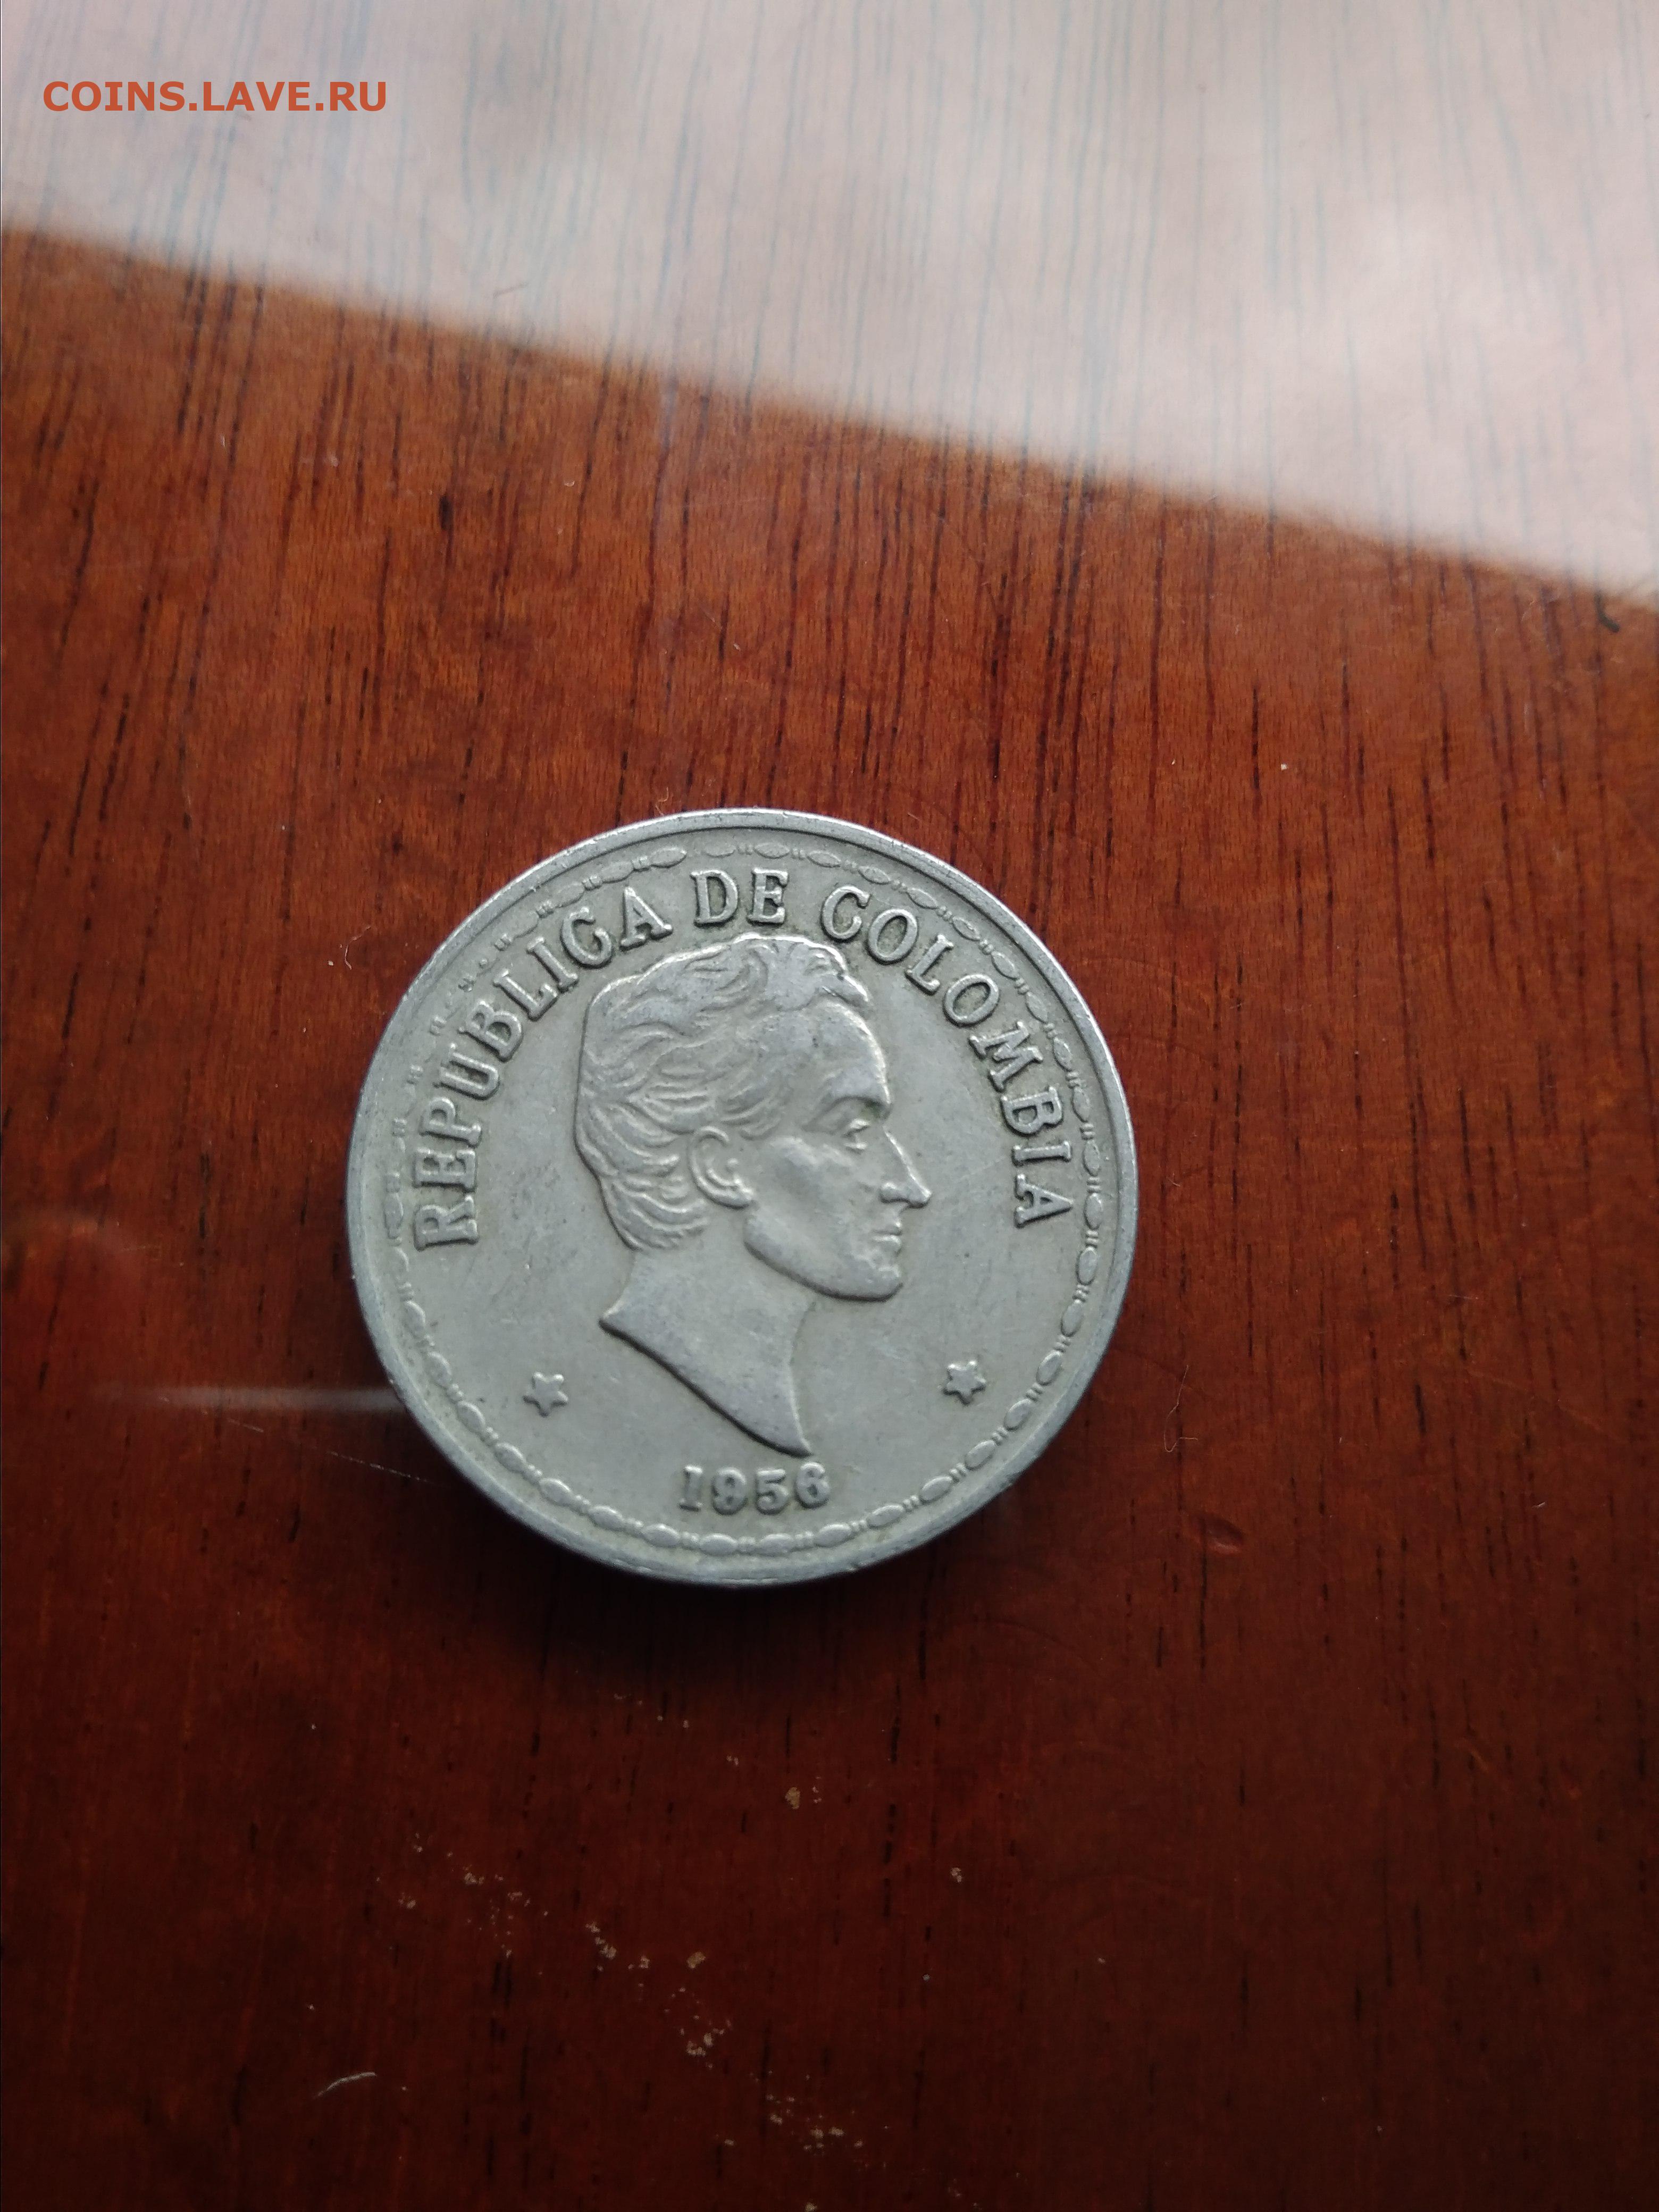 COINS.LAVE.RU
REPUBLICA DE COLOMBIA
1956